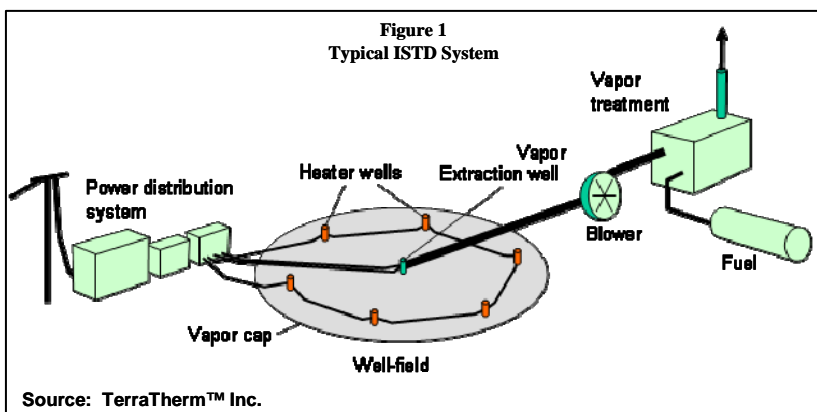 Figure 1
Typical ISTD System
Vapor
treatment
Power distribution
system
Heater wells
Vapor
Extraction well
Blower
Fuel
Vapor cap
Well-field
Source: TerraTherm™ Inc.